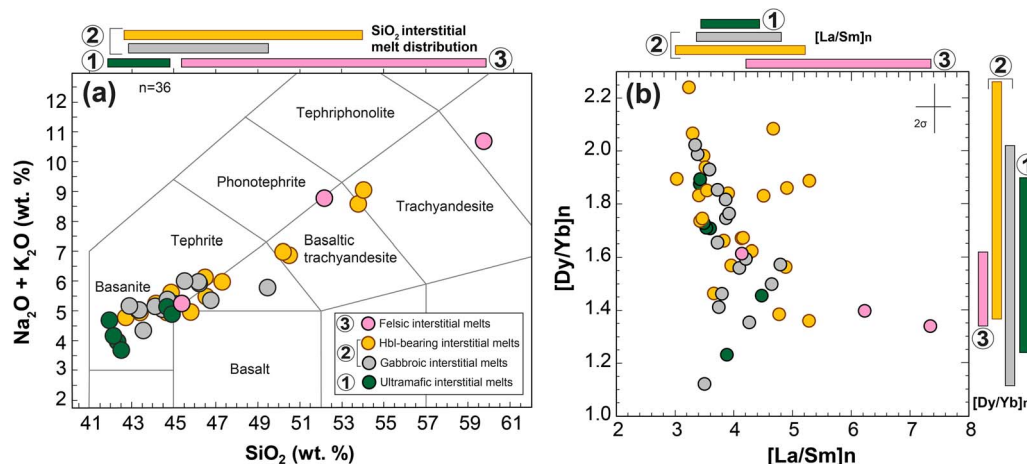 ②
SiO₂ interstitial
melt distribution
①
③
(a)
n=36
Tephriphonolite
Phonotephrite
Trachyandesite
Tephrite
Basaltic
trachyandesite
Basanite
Basalt
③ Felsic interstitial melts
② Hbl-bearing interstitial melts
Gabbroic interstitial melts
① Ultramafic interstitial melts
Na₂O + K₂O (wt. %)
12
11
10
9
8
7
6
5
4
3
2
41 43 45 47 49 51 53 55 57 59 61
SiO₂ (wt. %)
①
② [La/Sm]n
③
(b)
2σ
[Dy/Yb]n
2.2
2.0
1.8
1.6
1.4
1.2
1.0
2 3 4 5 6 7 8
[La/Sm]n
②
①
③
[Dy/Yb]n